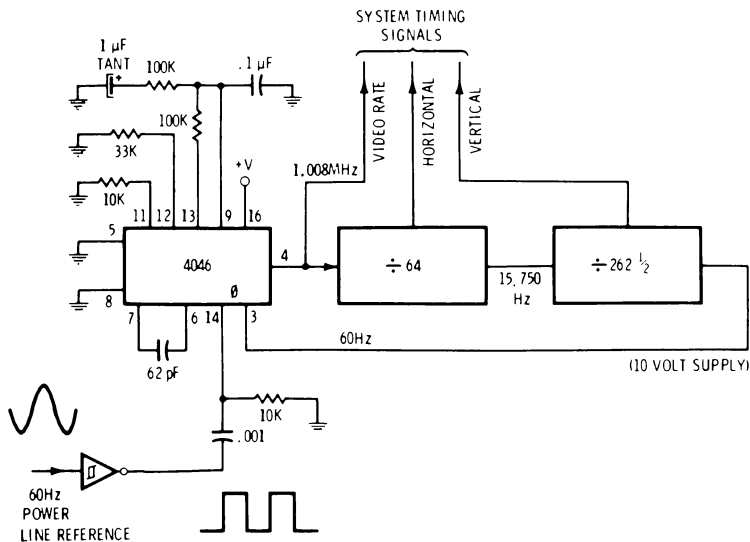 SYSTEM TIMING
SIGNALS
1 µF
TANT
+
100K
.1 µF
100K
33K
10K
+V
VIDEO RATE
HORIZONTAL
VERTICAL
1.008MHz
11 12 13 9 16
5
4046
4
÷ 64
15,750
Hz
÷ 262 ½
8
Ø
7 6 14 3
60Hz
62 pF
(10 VOLT SUPPLY)
10K
.001
60Hz
POWER
LINE REFERENCE